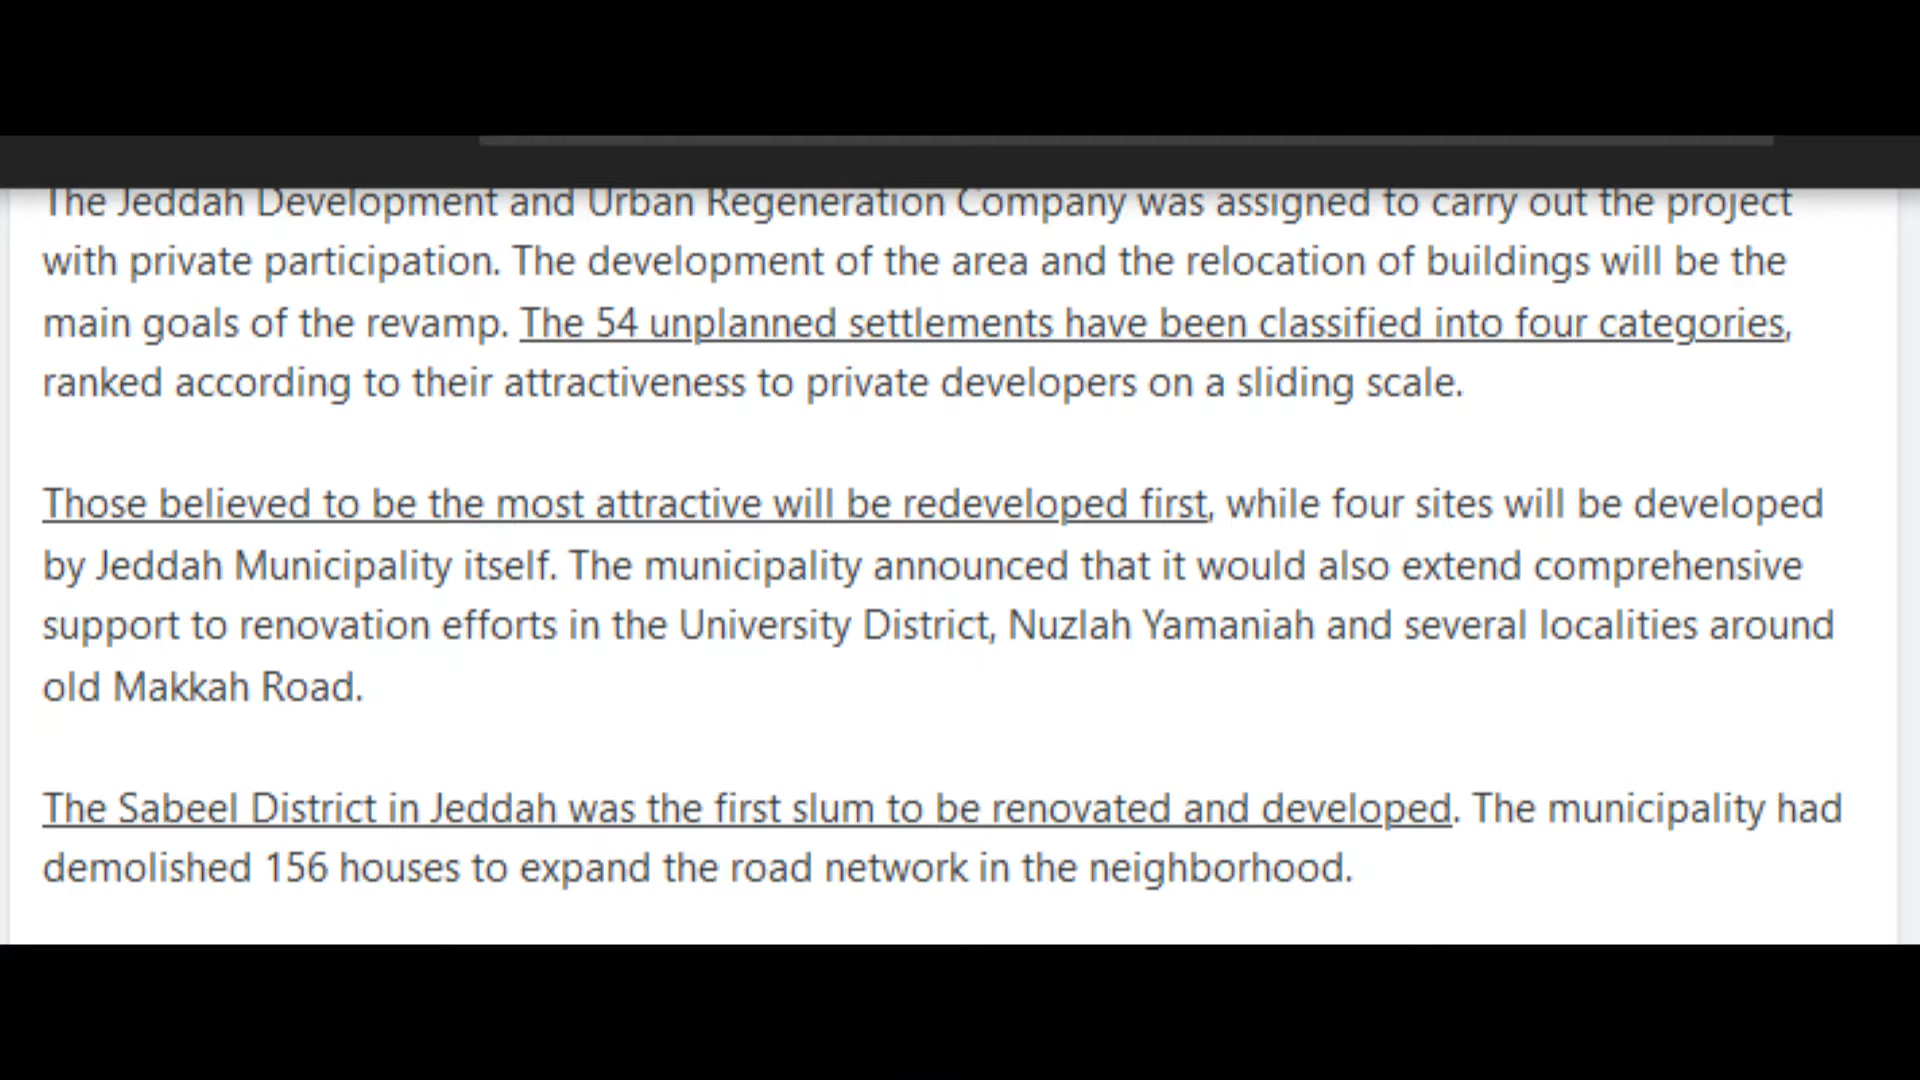 The Jeddah Development and Urban Regeneration Company was assigned to carry out the project
with private participation. The development of the area and the relocation of buildings will be the
main goals of the revamp. The 54 unplanned settlements have been classified into four categories,
ranked according to their attractiveness to private developers on a sliding scale.
Those believed to be the most attractive will be redeveloped first, while four sites will be developed
by Jeddah Municipality itself. The municipality announced that it would also extend comprehensive
support to renovation efforts in the University District, Nuzlah Yamaniah and several localities around
old Makkah Road.
The Sabeel District in Jeddah was the first slum to be renovated and developed. The municipality had
demolished 156 houses to expand the road network in the neighborhood.